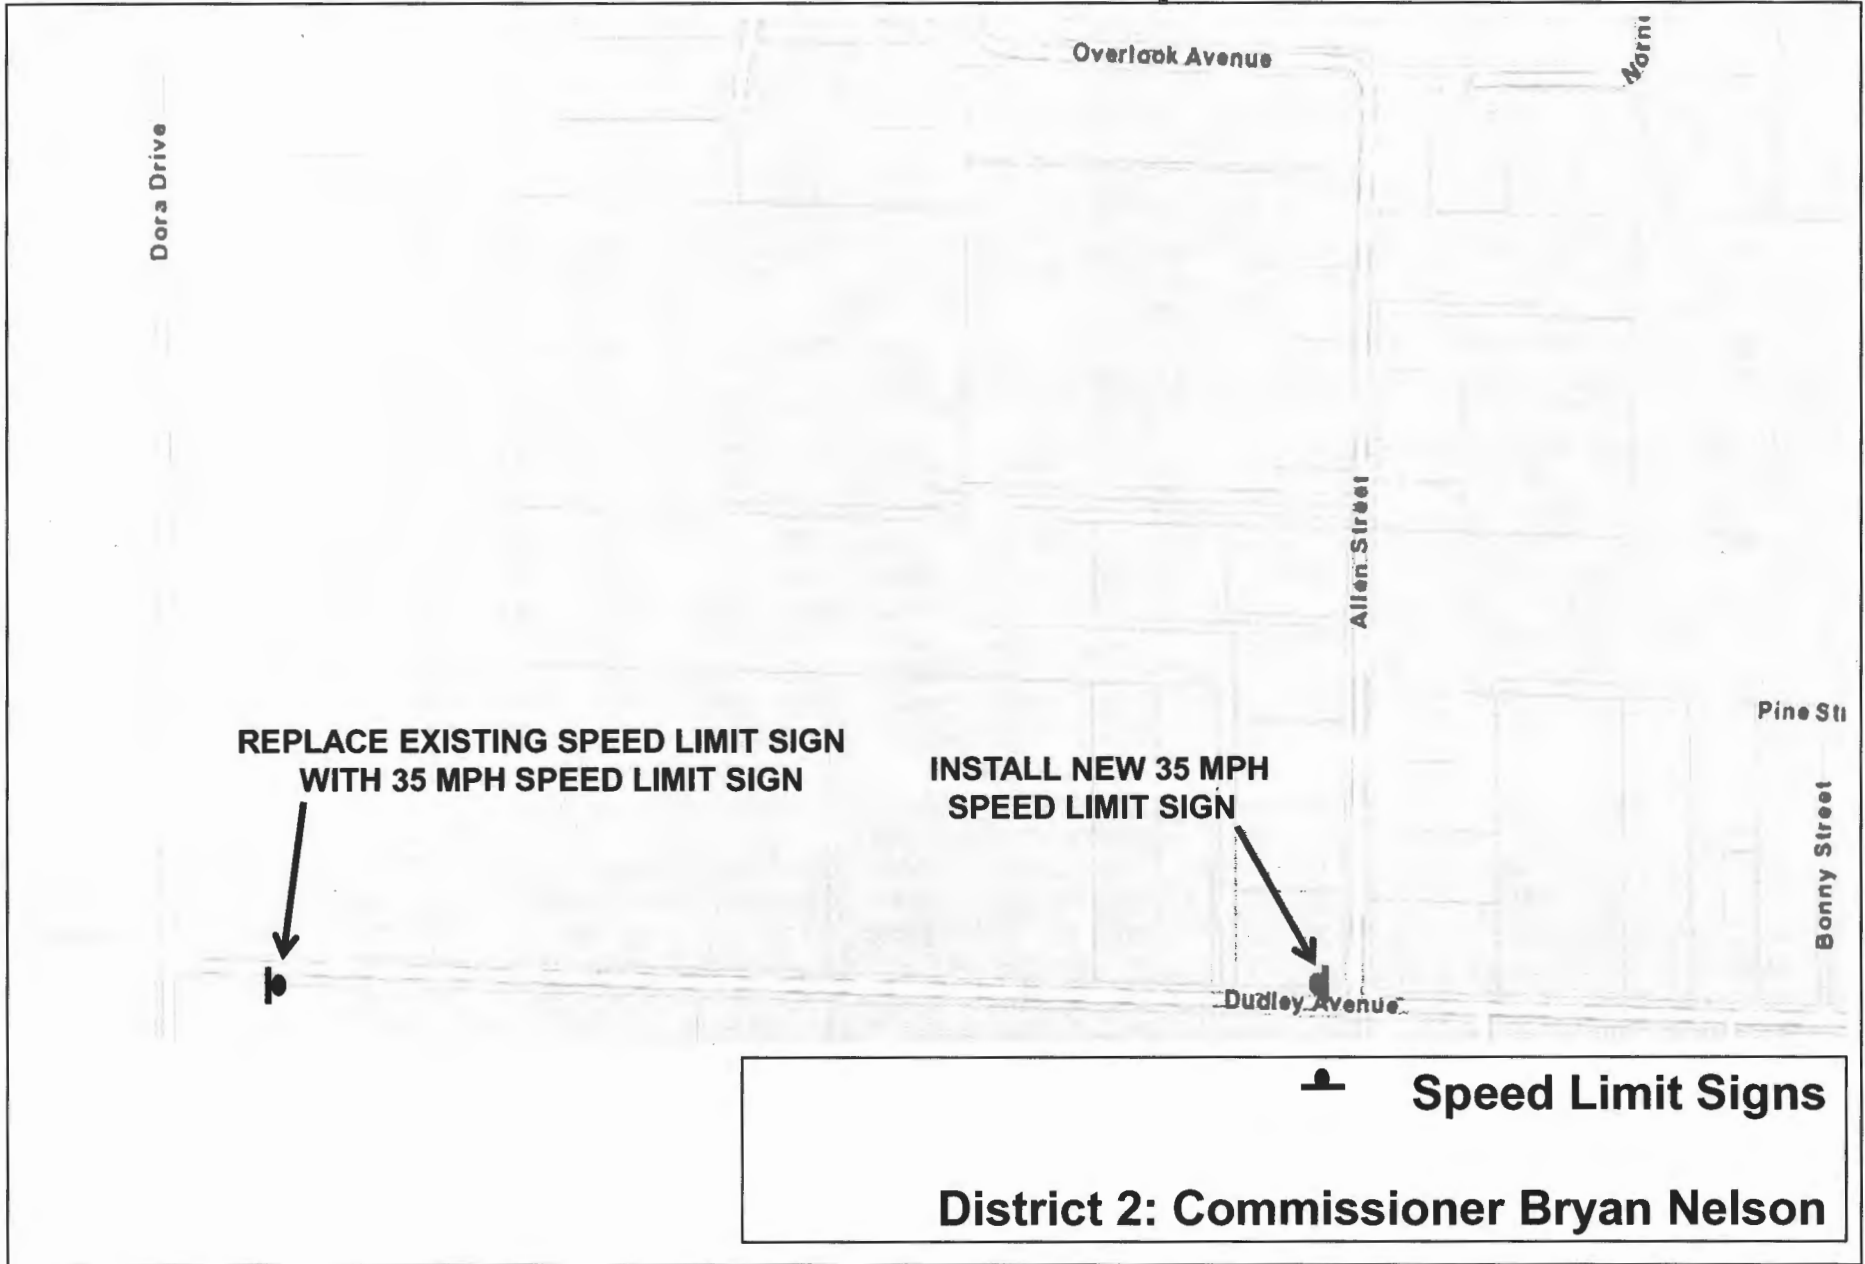 Overlook Avenue
Dora Drive
Allen Street
REPLACE EXISTING SPEED LIMIT SIGN
WITH 35 MPH SPEED LIMIT SIGN
INSTALL NEW 35 MPH
SPEED LIMIT SIGN
Pine
Bonny Street
Dudley Avenue
Speed Limit Signs
District 2: Commissioner Bryan Nelson